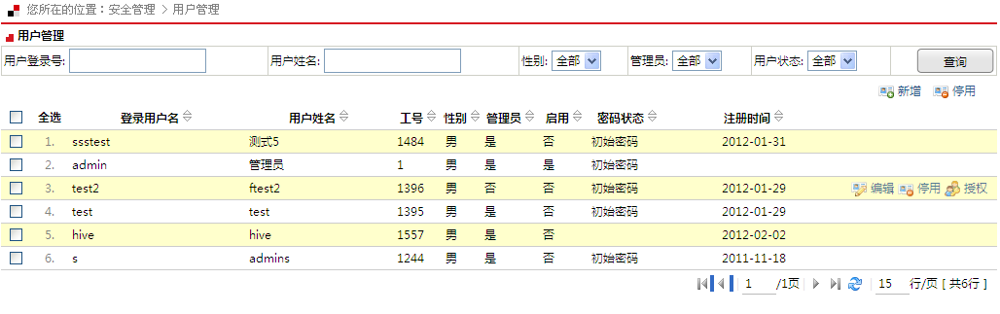 您所在的位置：安全管理 > 用户管理
用户管理
用户登录号: 用户姓名: 性别: 全部 管理员: 全部 用户状态: 全部 查询
新增 停用
全选 登录用户名 用户姓名 工号 性别 管理员 启用 密码状态 注册时间
1. ssstest 测式5 1484 男 是 否 初始密码 2012-01-31
2. admin 管理员 1 男 是 是 初始密码
3. test2 ftest2 1396 男 否 否 初始密码 2012-01-29 编辑 停用 授权
4. test test 1395 男 否 否 初始密码 2012-01-29
5. hive hive 1557 男 是 否 2012-02-02
6. s admins 1244 男 是 否 初始密码 2011-11-18
1 /1页 15 行/页 [ 共6行 ]